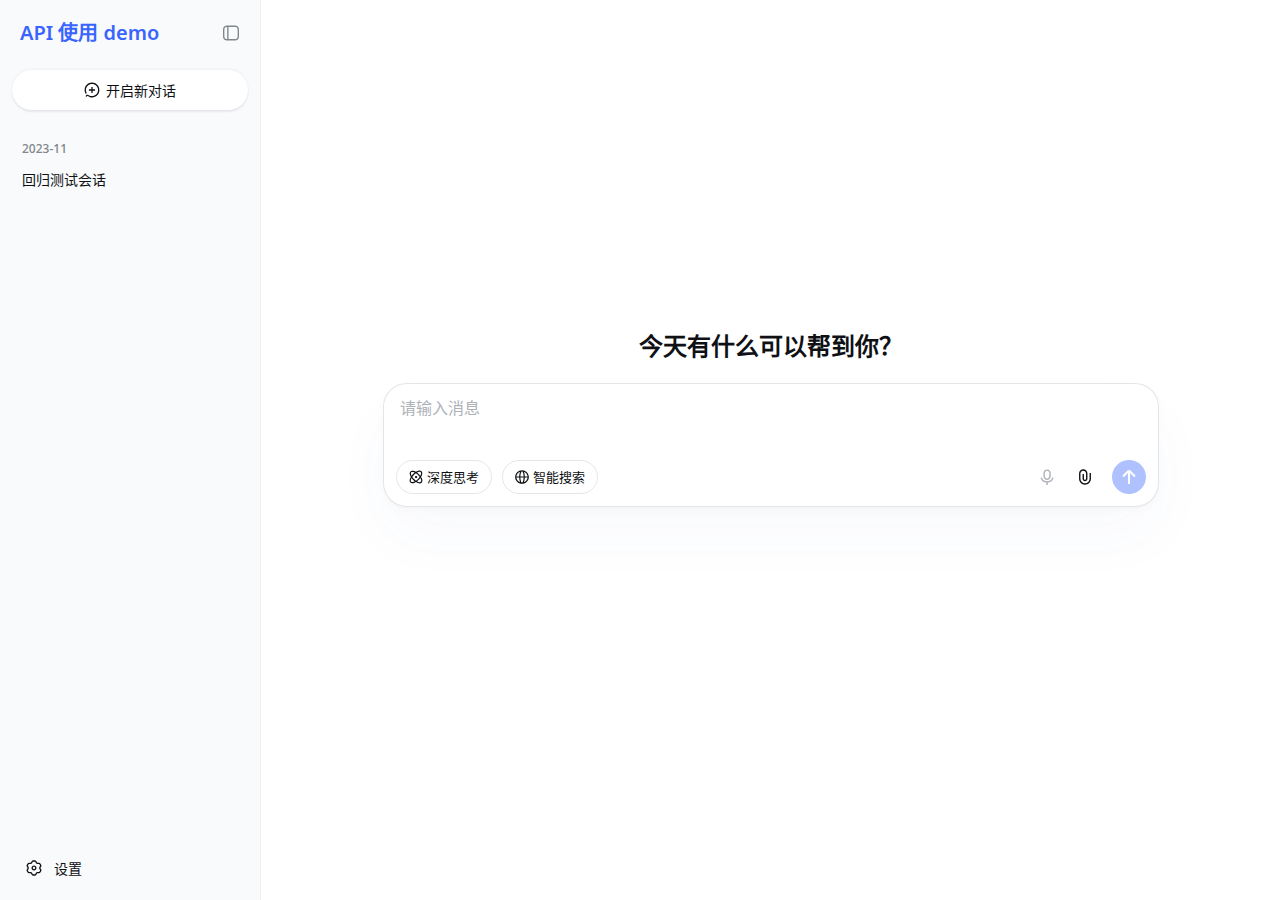 API 使用 demo
开启新对话
2023-11
回归测试会话
今天有什么可以帮到你？
请输入消息
深度思考
智能搜索
设置